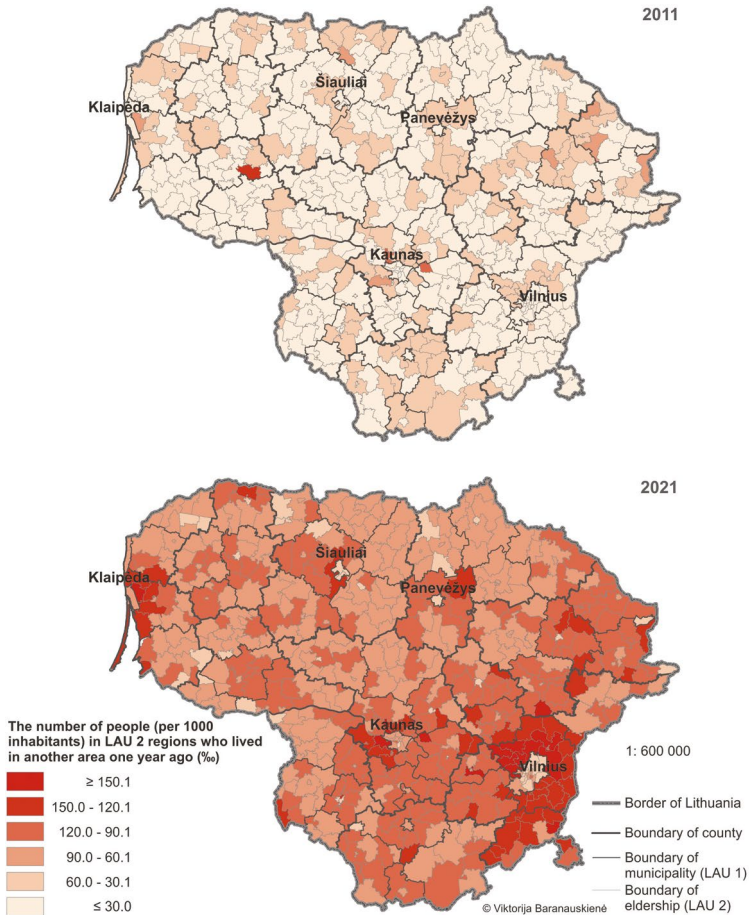 2011
Šiauliai
Klaipėda
Panevėžys
Kaunas
Vilnius
2021
Šiauliai
Klaipėda
Panevėžys
Kaunas
Vilnius
The number of people (per 1000
inhabitants) in LAU 2 regions who lived
in another area one year ago (‰)
≥ 150.1
150.0 - 120.1
120.0 - 90.1
90.0 - 60.1
60.0 - 30.1
≤ 30.0
1: 600 000
Border of Lithuania
Boundary of county
Boundary of
municipality (LAU 1)
Boundary of
eldership (LAU 2)
© Viktorija Baranauskienė